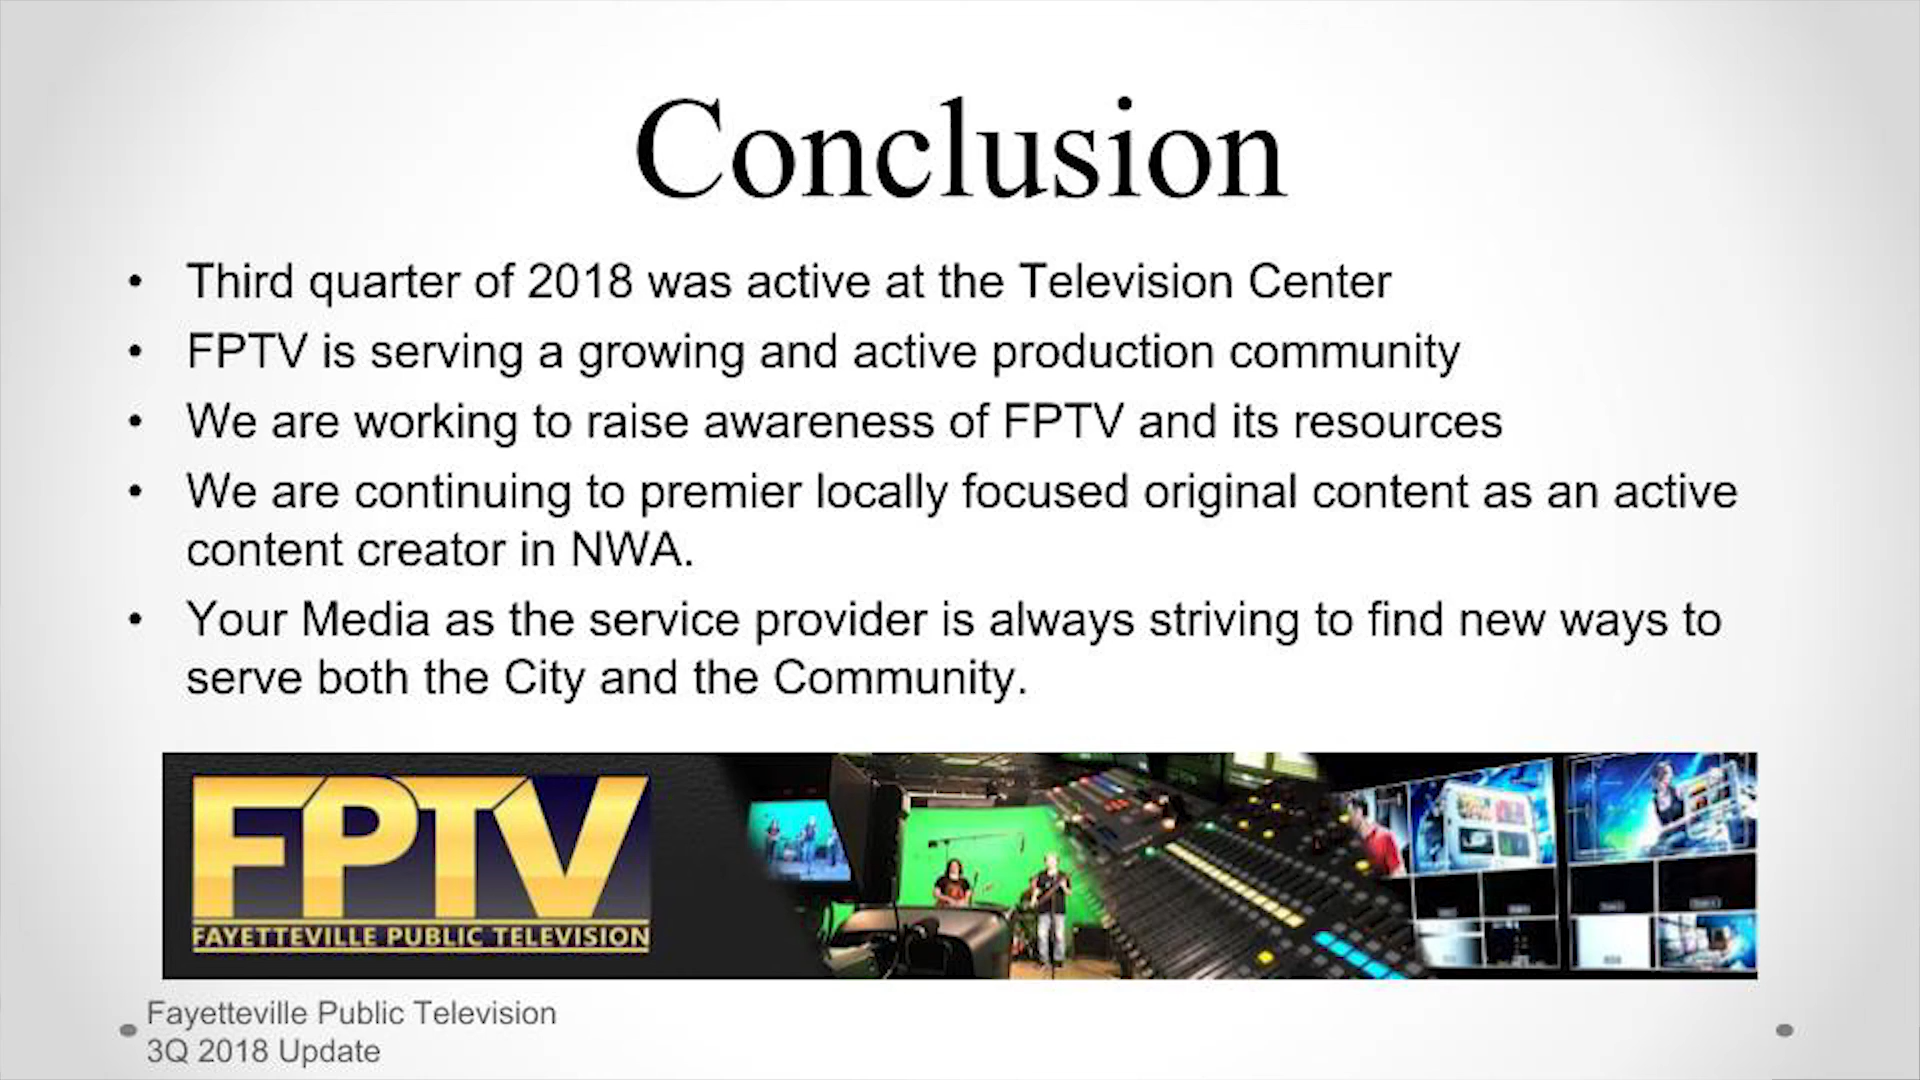 Conclusion
• Third quarter of 2018 was active at the Television Center
• FPTV is serving a growing and active production community
• We are working to raise awareness of FPTV and its resources
• We are continuing to premier locally focused original content as an active
content creator in NWA.
• Your Media as the service provider is always striving to find new ways to
serve both the City and the Community.
FPTV
FAYETTEVILLE PUBLIC TELEVISION
Fayetteville Public Television
3Q 2018 Update